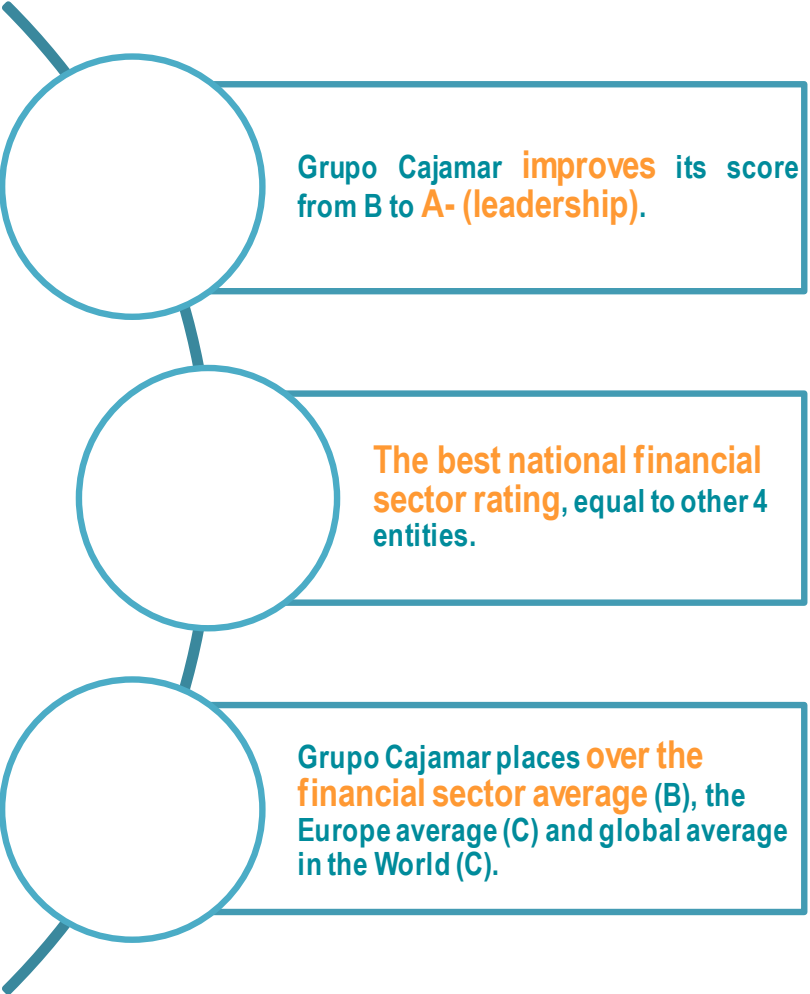 Grupo Cajamar improves its score
from B to A- (leadership).
The best national financial
sector rating, equal to other 4
entities.
Grupo Cajamar places over the
financial sector average (B), the
Europe average (C) and global average
in the World (C).